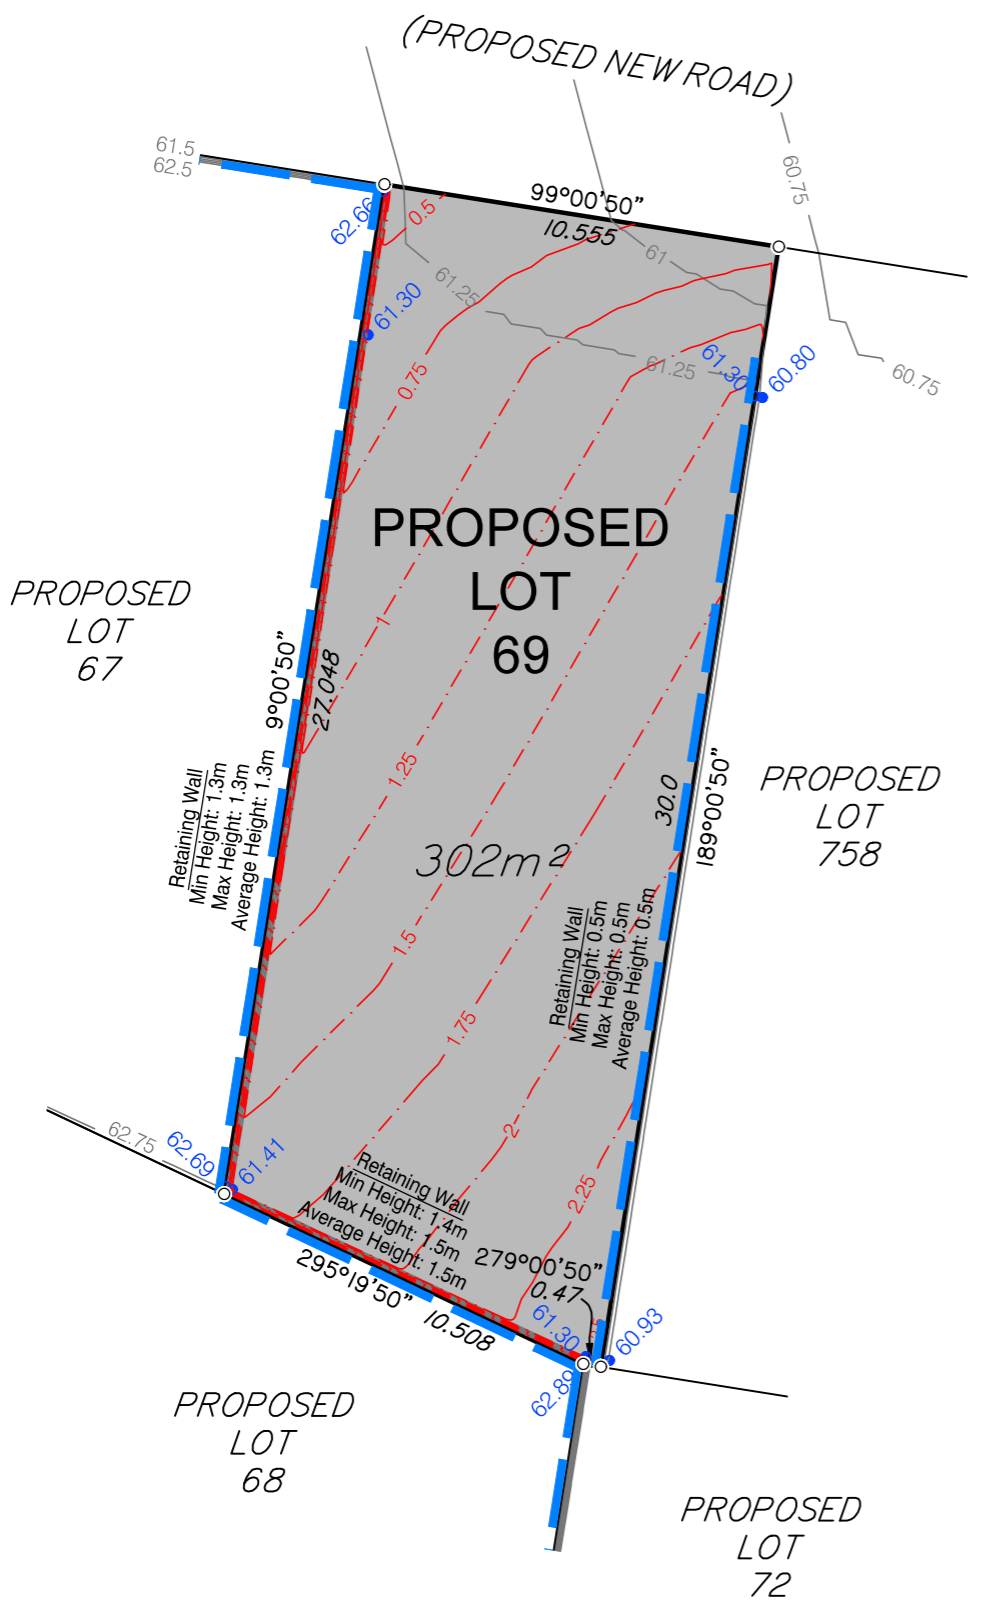 (PROPOSED NEW ROAD)
61.5
62.5
60.75
99°00'50"
10.555
62.66
0.5
61
61.25
61.30
61.25
61.30
60.80
60.75
0.75
PROPOSED
LOT
69
PROPOSED
LOT
67
1
9°00'50"
27.048
1.25
30.0
189°00'50"
PROPOSED
LOT
758
Retaining Wall
Min Height: 1.3m
Max Height: 1.3m
Average Height: 1.3m
302m²
1.5
Retaining Wall
Min Height: 0.5m
Max Height: 0.5m
Average Height: 0.5m
1.75
2
62.75
62.69
61.41
2.25
Retaining Wall
Min Height: 1.4m
Max Height: 1.5m
Average Height: 1.5m
279°00'50"
0.47
295°19'50"
10.508
61.30
60.93
62.89
PROPOSED
LOT
68
PROPOSED
LOT
72